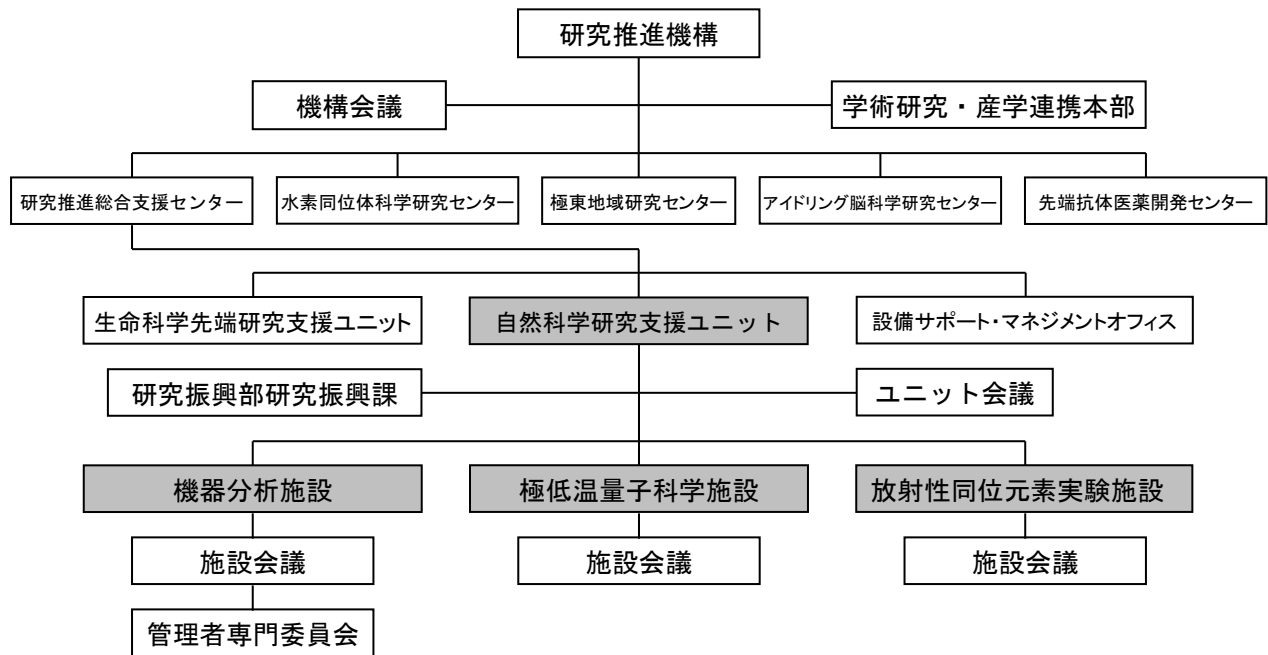 研究推進機構
機構会議
学術研究・産学連携本部
研究推進総合支援センター
水素同位体科学研究センター
極東地域研究センター
アイドリング脳科学研究センター
先端抗体医薬開発センター
生命科学先端研究支援ユニット
自然科学研究支援ユニット
設備サポート・マネジメントオフィス
研究振興部研究振興課
ユニット会議
機器分析施設
極低温量子科学施設
放射性同位元素実験施設
施設会議
施設会議
施設会議
管理者専門委員会